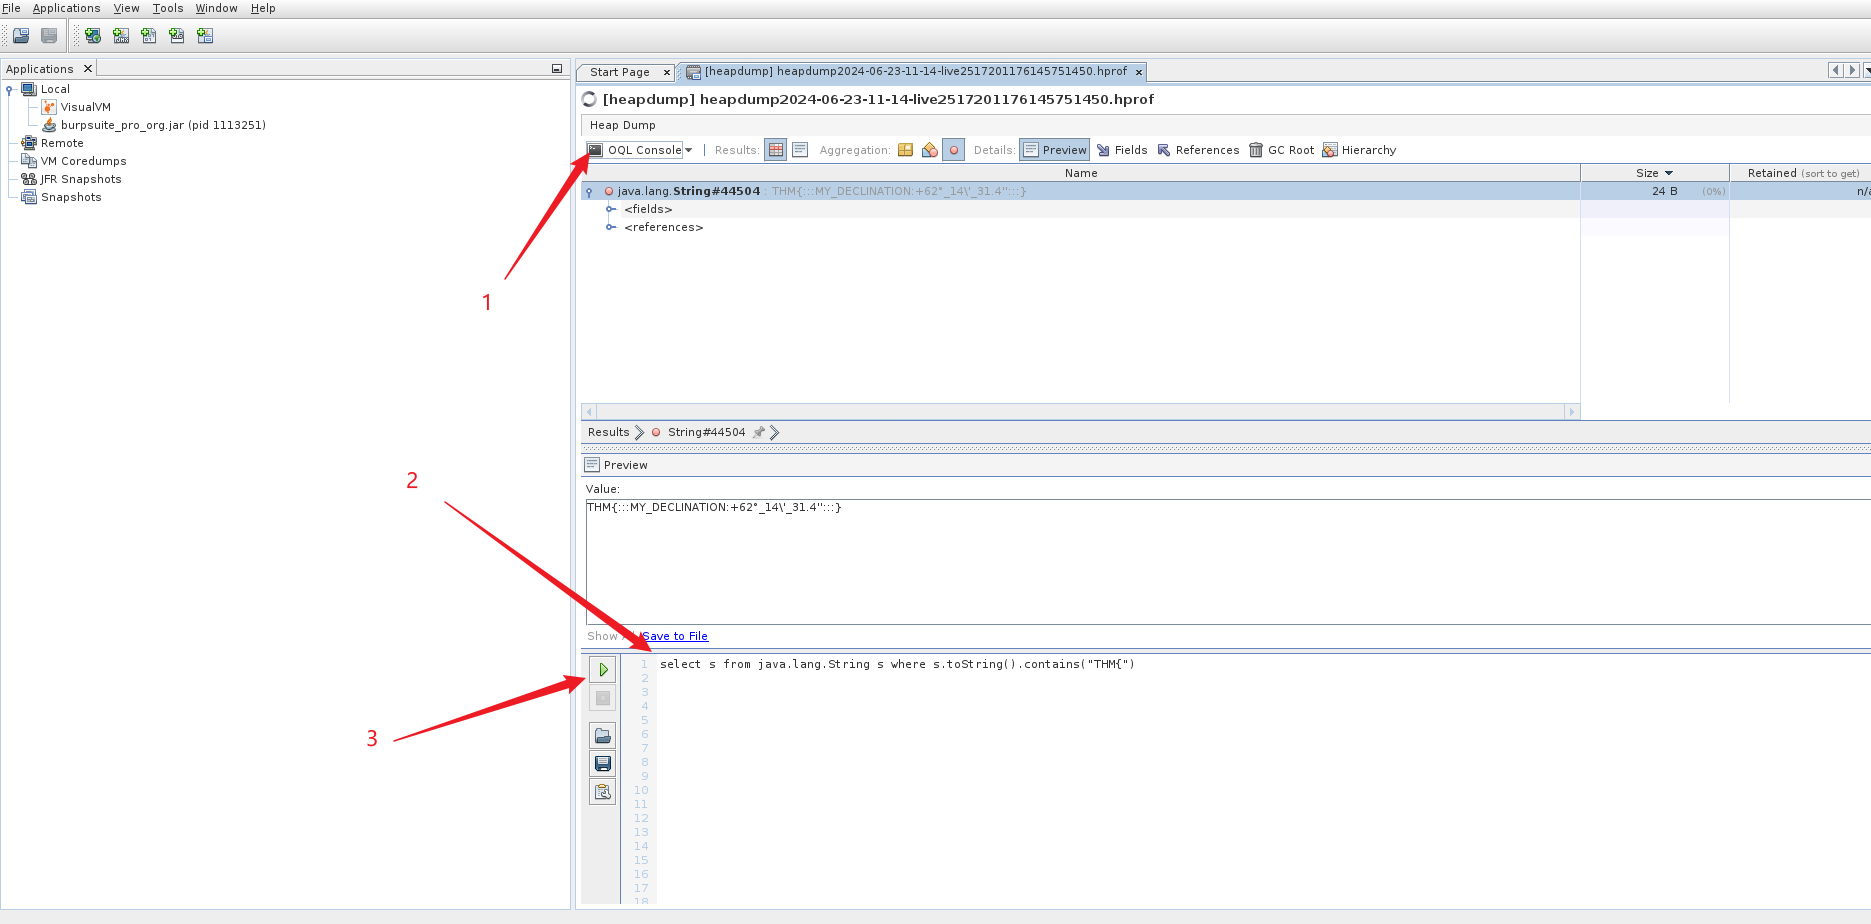 File Applications View Tools Window Help
Applications
Local
VisualVM
burpsuite_pro_org.jar (pid 1113251)
Remote
VM Coredumps
JFR Snapshots
Snapshots
Start Page
[heapdump] heapdump2024-06-23-11-14-live2517201176145751450.hprof
[heapdump] heapdump2024-06-23-11-14-live2517201176145751450.hprof
Heap Dump
OQL Console Results: Aggregation: Details: Preview Fields References GC Root Hierarchy
Name Size Retained (sort to get)
java.lang.String#44504 : THM{:::MY_DECLINATION:+62°_14\'_31.4'':::} 24 B (0%)
<fields>
<references>
1
Results String#44504
Preview
2
Value:
THM{:::MY_DECLINATION:+62°_14\'_31.4'':::}
Show Save to File
1 select s from java.lang.String s where s.toString().contains("THM{")
2
3
4
5
6
3
7
8
9
10
11
12
13
14
15
16
17
18